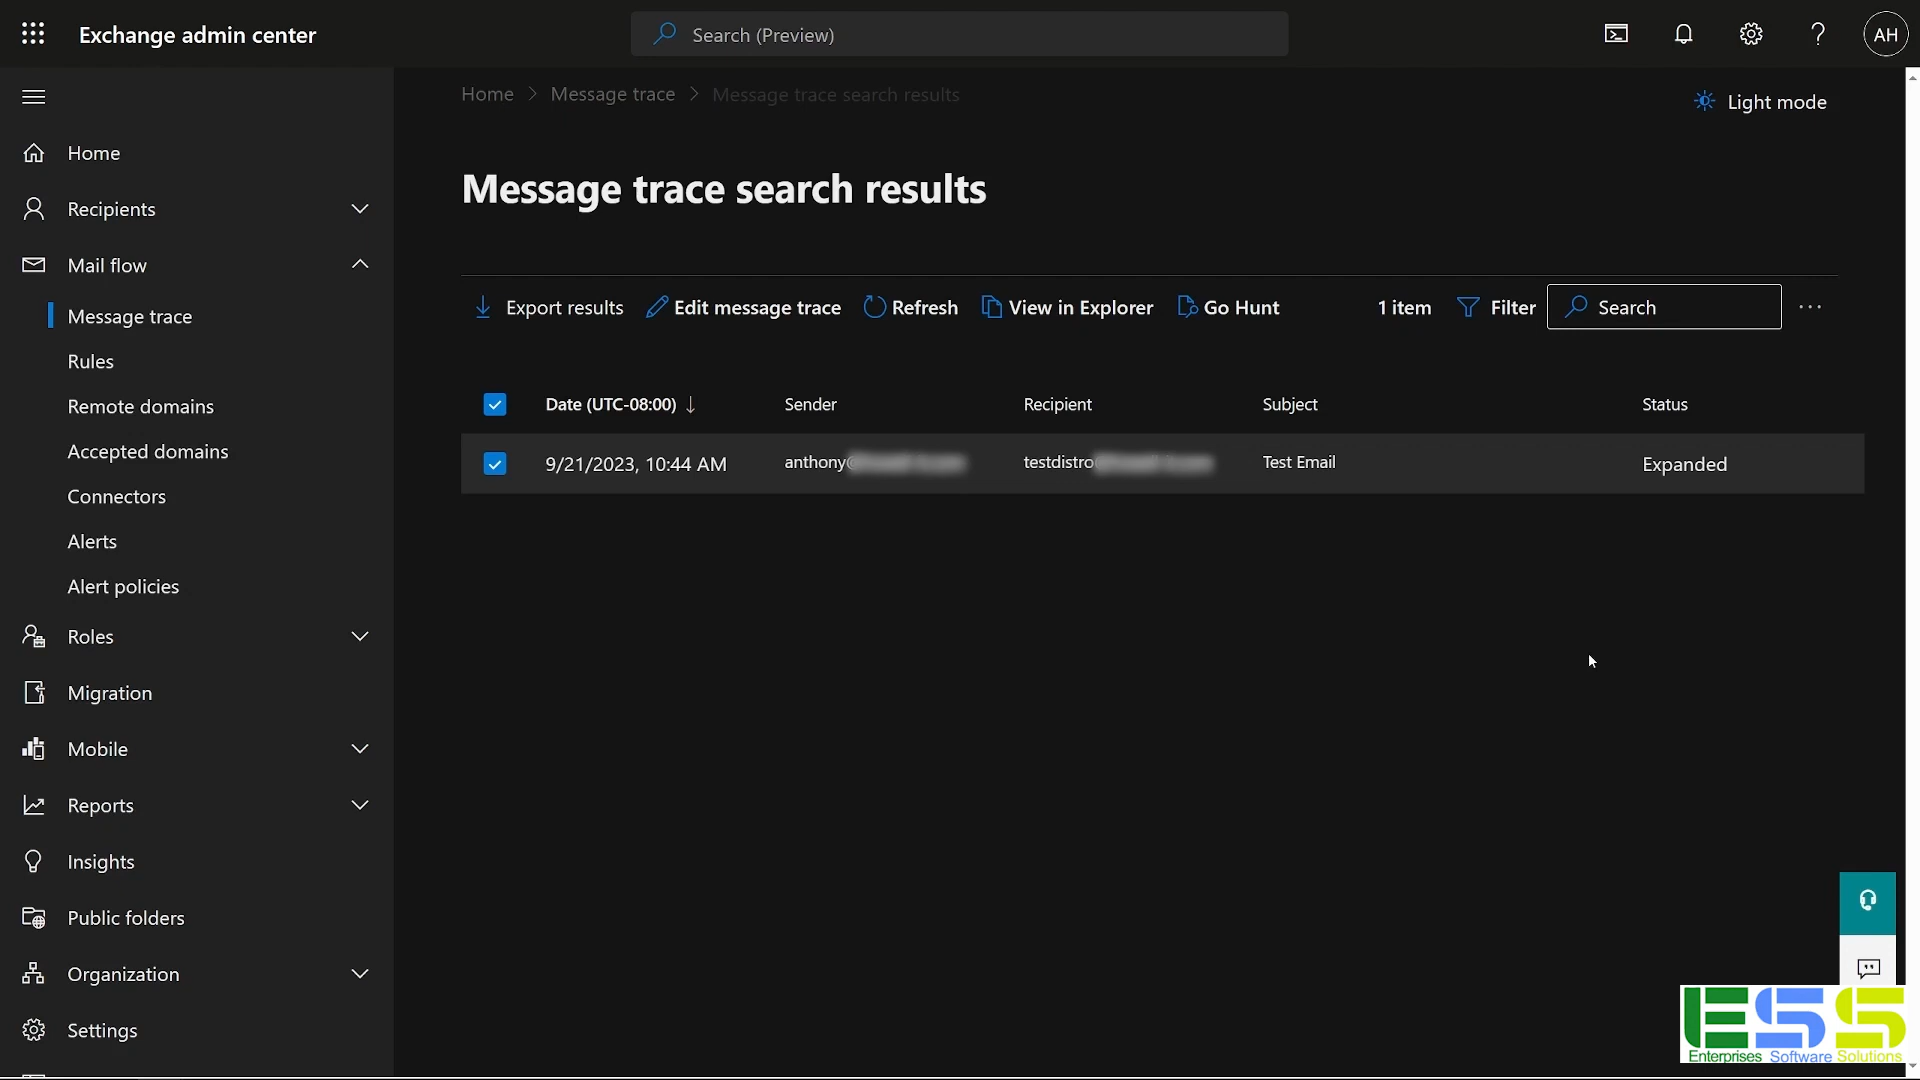 Exchange admin center
Search (Preview)
AH
Home
Recipients
Mail flow
Message trace
Rules
Remote domains
Accepted domains
Connectors
Alerts
Alert policies
Roles
Migration
Mobile
Reports
Insights
Public folders
Organization
Settings
Home > Message trace > Message trace search results
Light mode
Message trace search results
Export results Edit message trace Refresh View in Explorer Go Hunt 1 item Filter Search
Date (UTC-08:00) Sender Recipient Subject Status
9/21/2023, 10:44 AM anthony testdistro Test Email Expanded
ESS
Enterprises Software Solutions